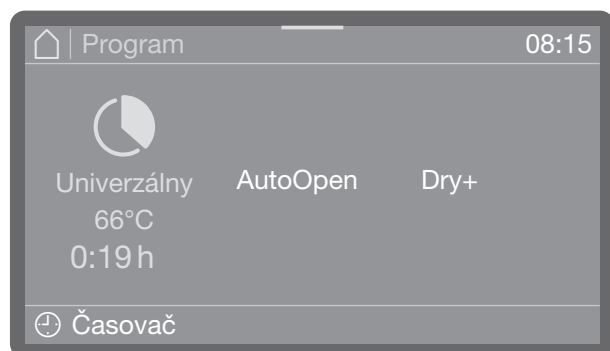 Program 08:15
Univerzálny AutoOpen Dry+
66°C
0:19 h
Časovač